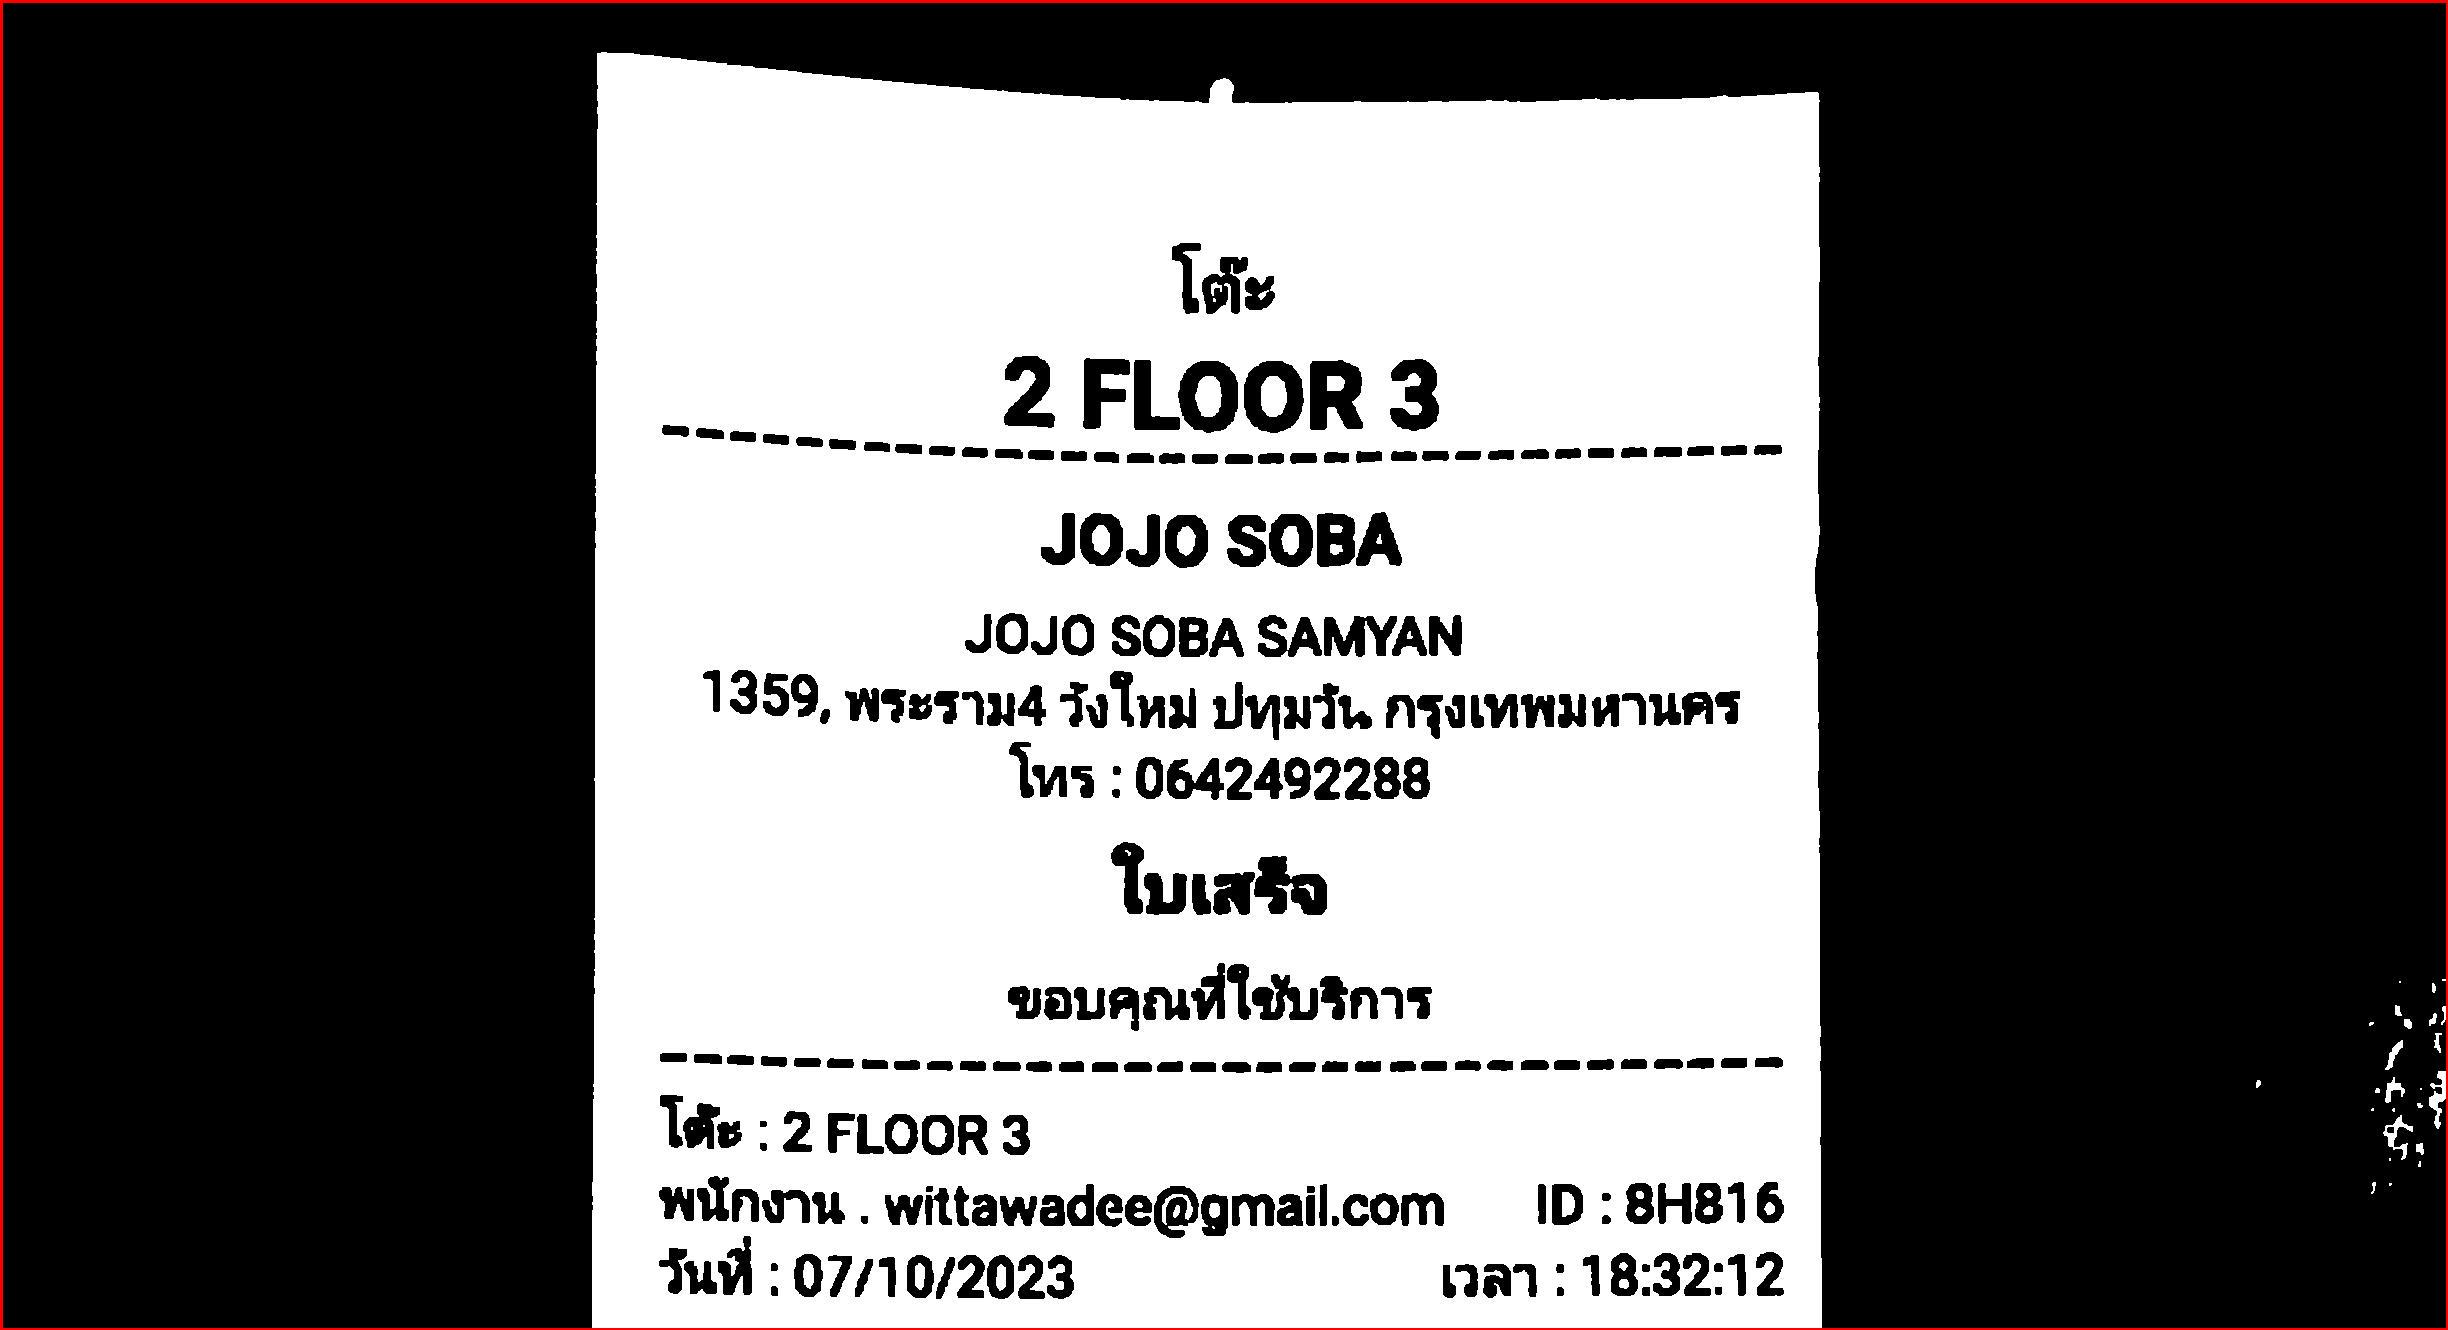 โต๊ะ
2 FLOOR 3
JOJO SOBA
JOJO SOBA SAMYAN
1359, พระราม4 วังใหม่ ปทุมวัน กรุงเทพมหานคร
โทร : 0642492288
ใบเสร็จ
ขอบคุณที่ใช้บริการ
โต๊ะ : 2 FLOOR 3
พนักงาน . wittawadee@gmail.com ID : 8H816
วันที่ : 07/10/2023 เวลา : 18:32:12